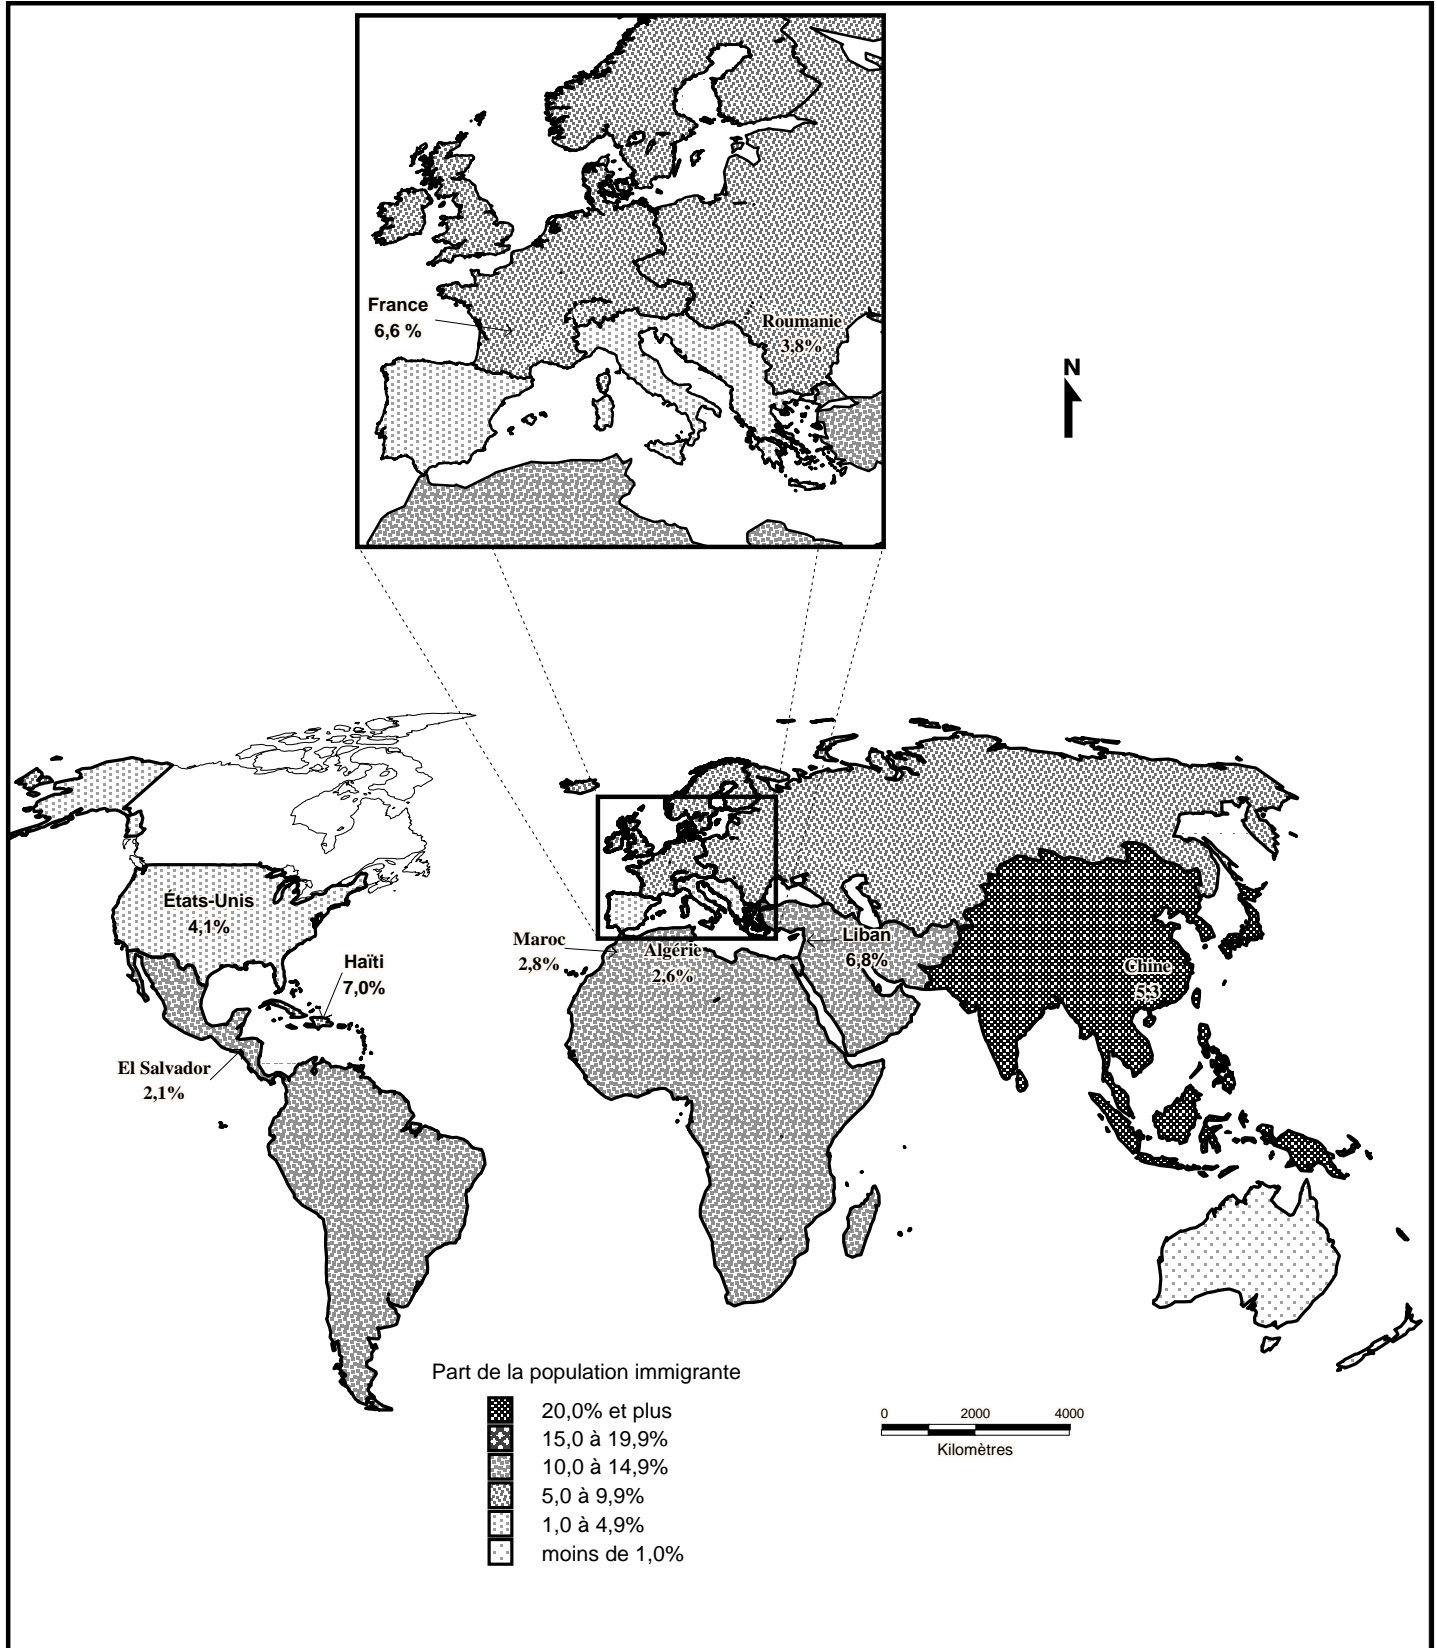 France
6,6 %
Roumanie
3,8%
N
États-Unis
4,1%
Haïti
7,0%
El Salvador
2,1%
Maroc
2,8%
Algérie
2,6%
Liban
6,8%
Chine
5,3
Part de la population immigrante
20,0% et plus
15,0 à 19,9%
10,0 à 14,9%
5,0 à 9,9%
1,0 à 4,9%
moins de 1,0%
0 2000 4000
Kilomètres